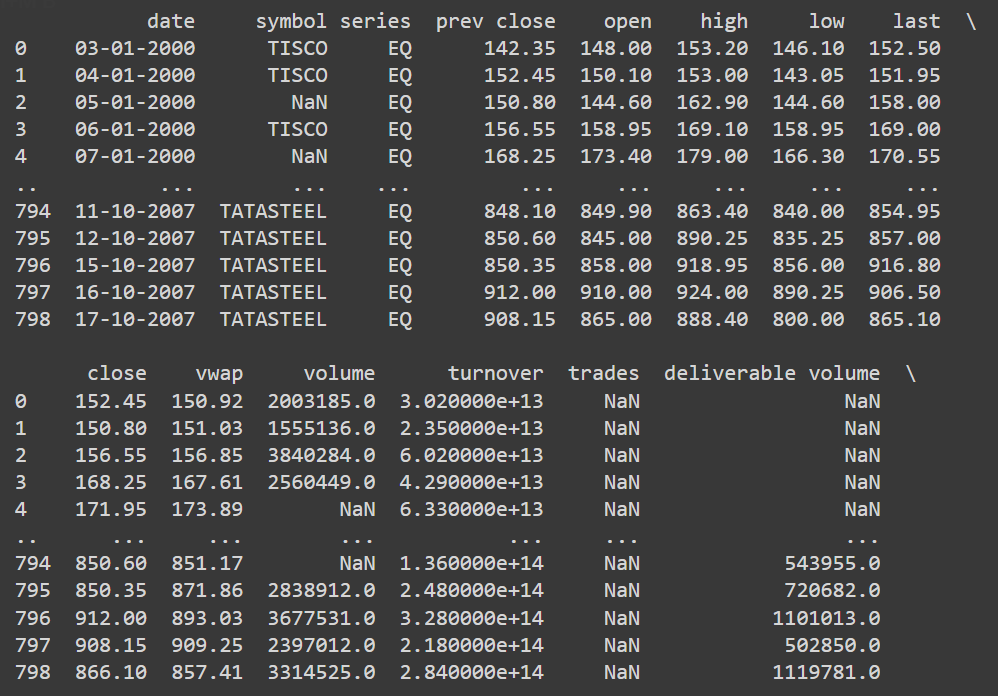 date symbol series prev close open high low last \
0 03-01-2000 TISCO EQ 142.35 148.00 153.20 146.10 152.50
1 04-01-2000 TISCO EQ 152.45 150.10 153.00 143.05 151.95
2 05-01-2000 NaN EQ 150.80 144.60 162.90 144.60 158.00
3 06-01-2000 TISCO EQ 156.55 158.95 169.10 158.95 169.00
4 07-01-2000 NaN EQ 168.25 173.40 179.00 166.30 170.55
.. ... ... ... ... ... ... ... ...
794 11-10-2007 TATASTEEL EQ 848.10 849.90 863.40 840.00 854.95
795 12-10-2007 TATASTEEL EQ 850.60 845.00 890.25 835.25 857.00
796 15-10-2007 TATASTEEL EQ 850.35 858.00 918.95 856.00 916.80
797 16-10-2007 TATASTEEL EQ 912.00 910.00 924.00 890.25 906.50
798 17-10-2007 TATASTEEL EQ 908.15 865.00 888.40 800.00 865.10
close vwap volume turnover trades deliverable volume \
0 152.45 150.92 2003185.0 3.020000e+13 NaN NaN
1 150.80 151.03 1555136.0 2.350000e+13 NaN NaN
2 156.55 156.85 3840284.0 6.020000e+13 NaN NaN
3 168.25 167.61 2560449.0 4.290000e+13 NaN NaN
4 171.95 173.89 NaN 6.330000e+13 NaN NaN
.. ... ... ... ... ... ...
794 850.60 851.17 NaN 1.360000e+14 NaN 543955.0
795 850.35 871.86 2838912.0 2.480000e+14 NaN 720682.0
796 912.00 893.03 3677531.0 3.280000e+14 NaN 1101013.0
797 908.15 909.25 2397012.0 2.180000e+14 NaN 502850.0
798 866.10 857.41 3314525.0 2.840000e+14 NaN 1119781.0